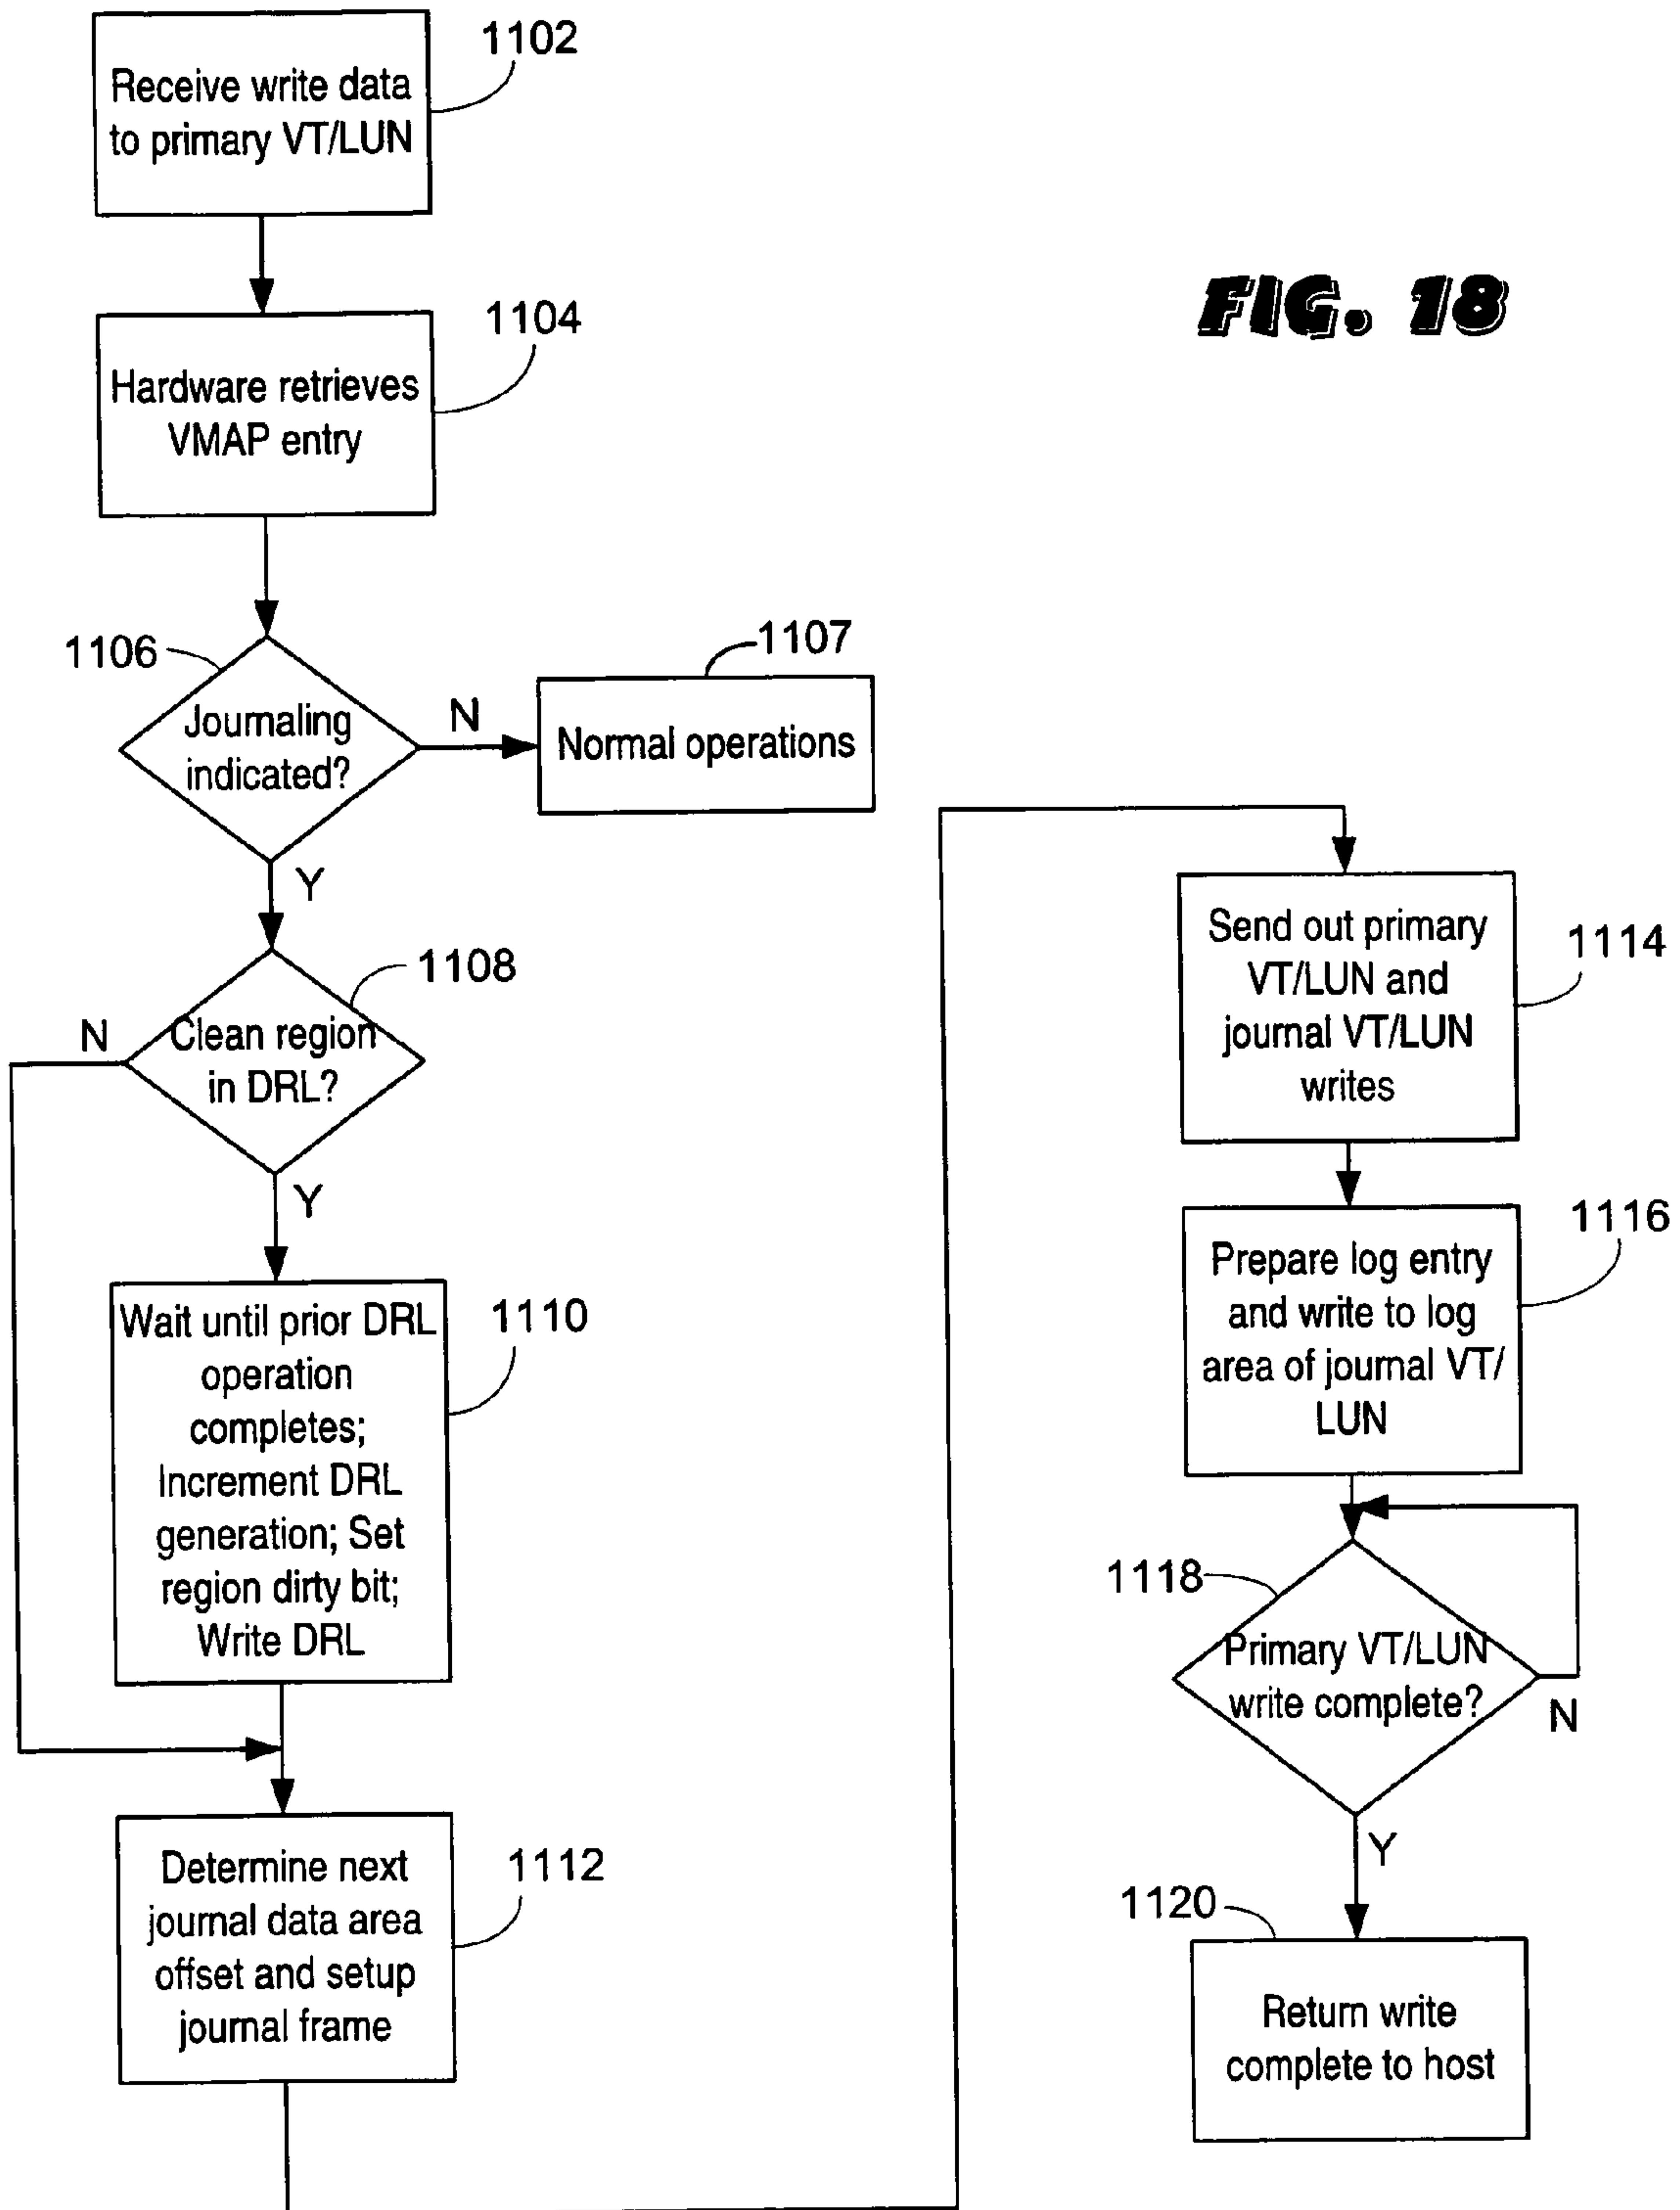 1102
Receive write data
to primary VT/LUN
FIG. 18
1104
Hardware retrieves
VMAP entry
1106
Journaling
indicated?
N
1107
Normal operations
Y
1108
Clean region
in DRL?
N
Y
1110
Wait until prior DRL
operation
completes;
Increment DRL
generation; Set
region dirty bit;
Write DRL
1112
Determine next
journal data area
offset and setup
journal frame
1114
Send out primary
VT/LUN and
journal VT/LUN
writes
1116
Prepare log entry
and write to log
area of journal VT/
LUN
1118
Primary VT/LUN
write complete?
N
Y
1120
Return write
complete to host